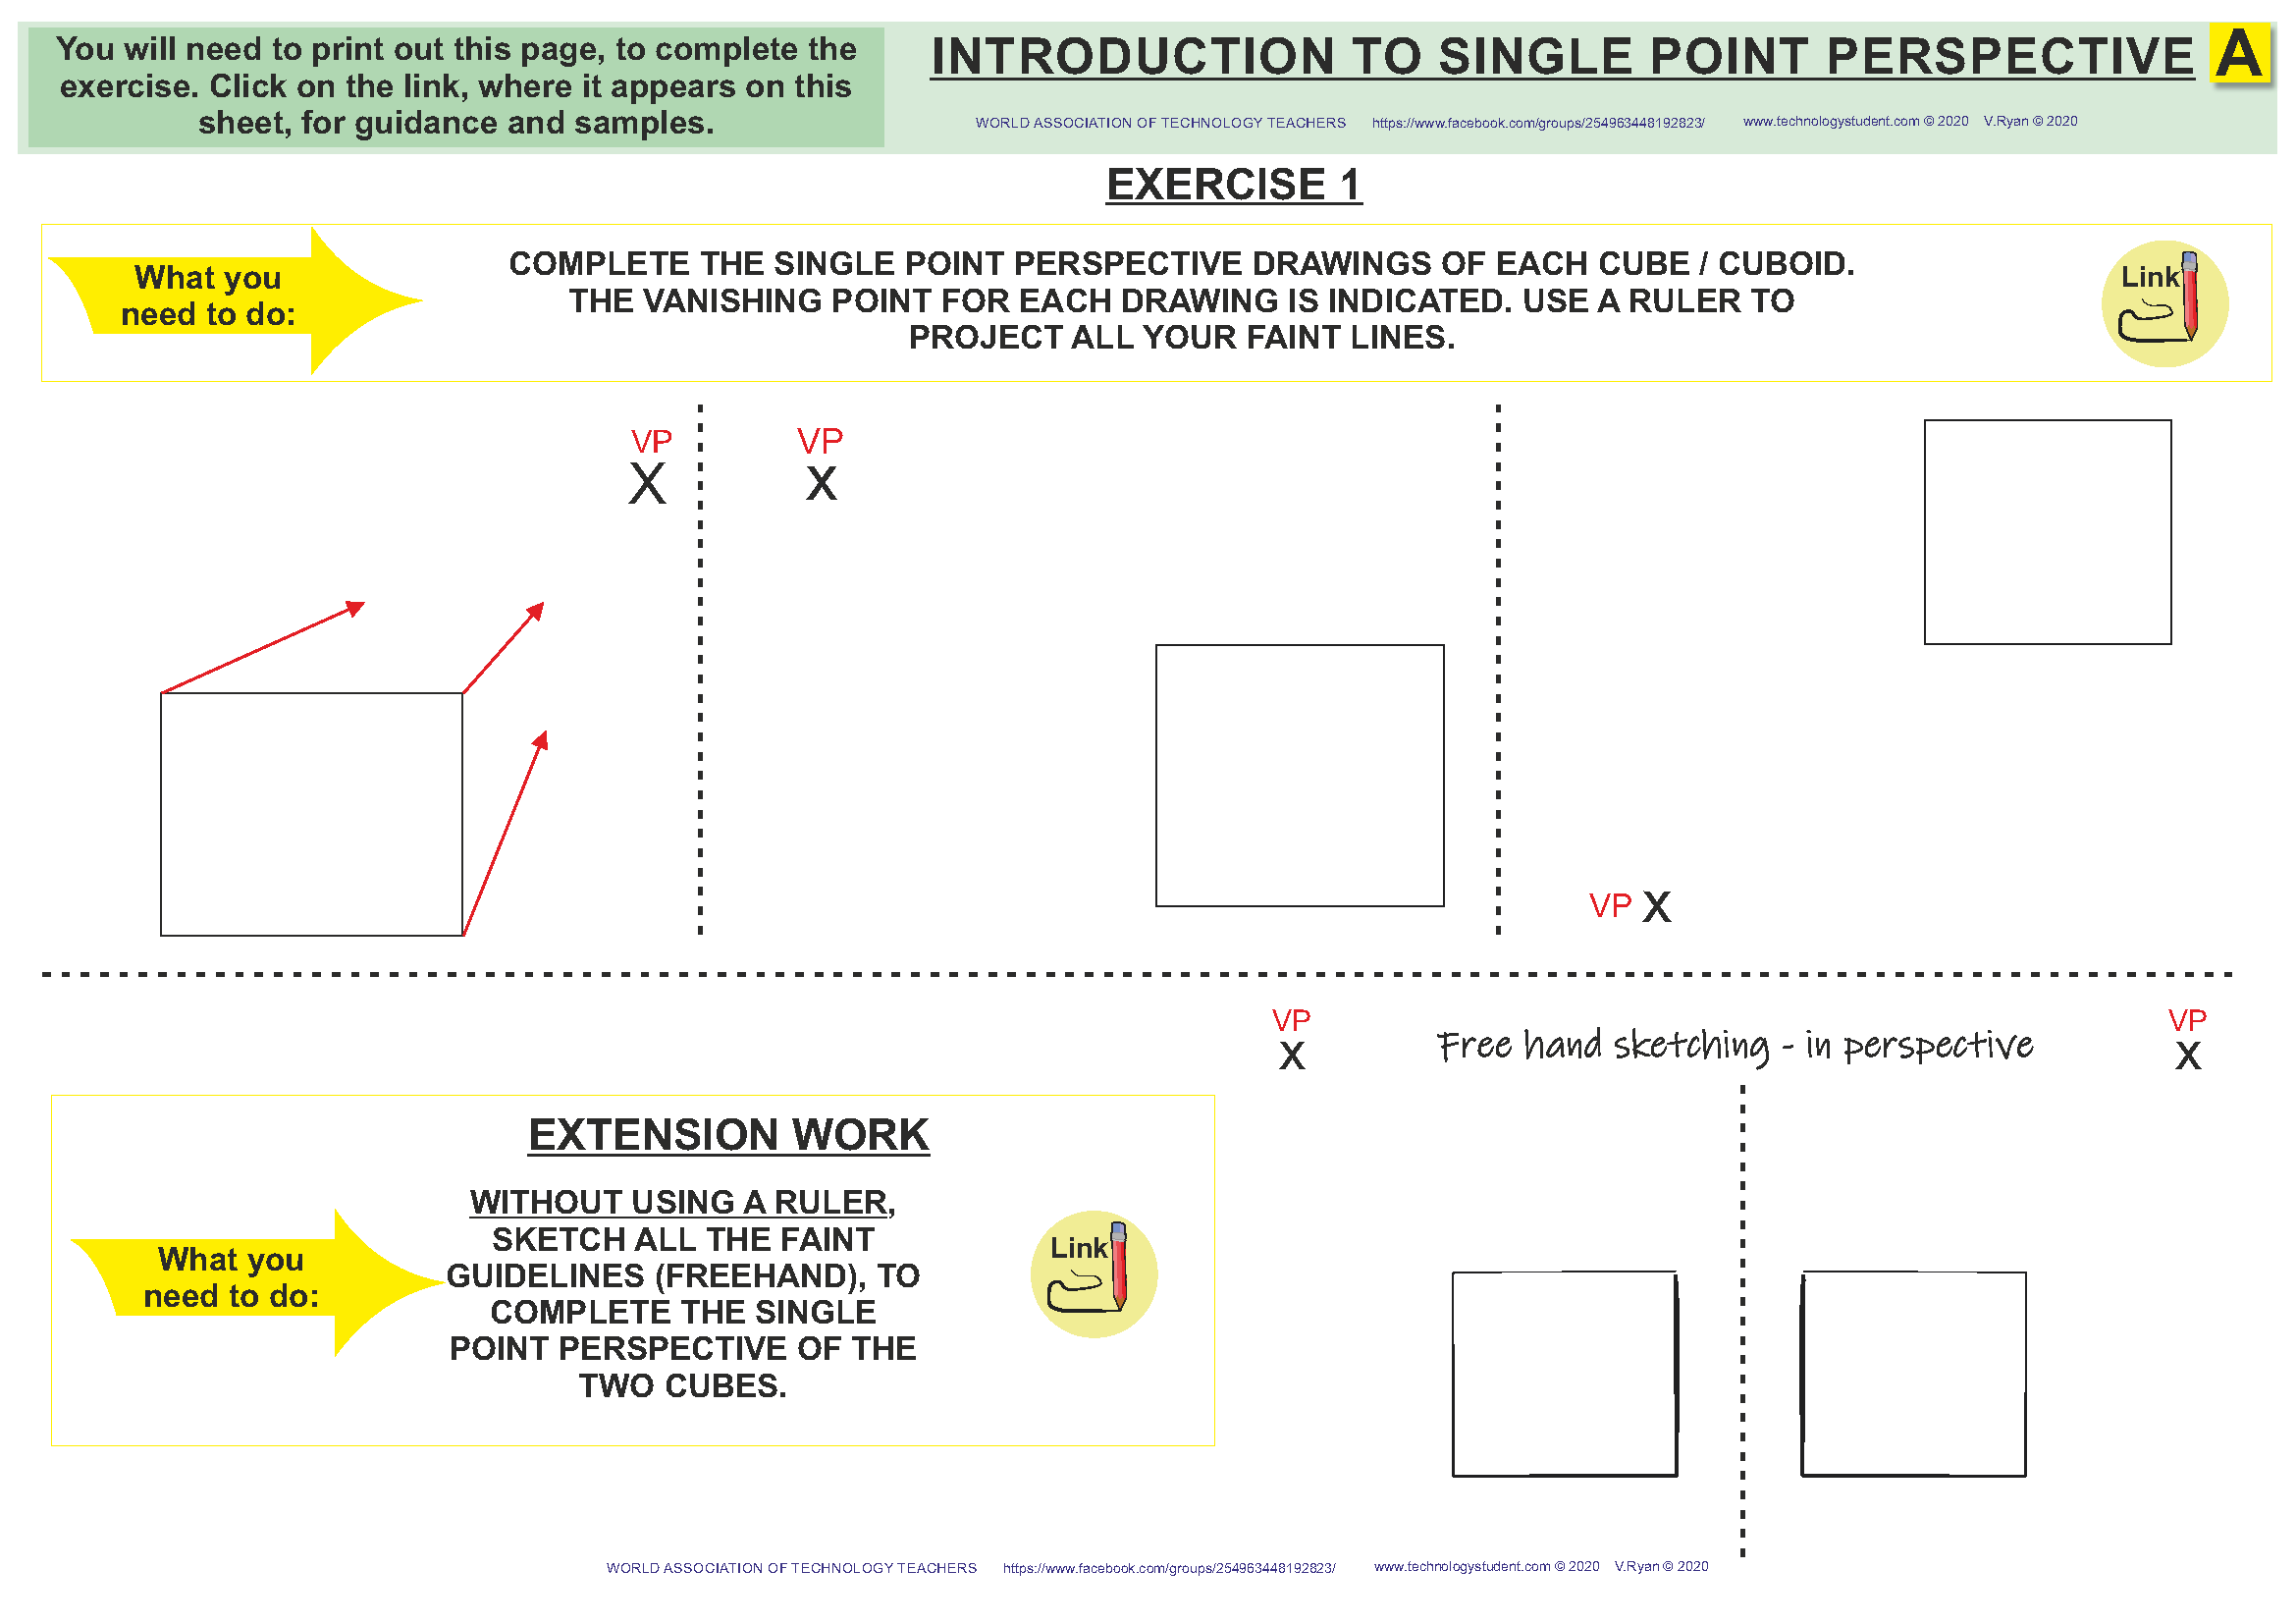 You will need to print out this page, to complete the
exercise. Click on the link, where it appears on this
sheet, for guidance and samples.
INTRODUCTION TO SINGLE POINT PERSPECTIVE
A
WORLD ASSOCIATION OF TECHNOLOGY TEACHERS https://www.facebook.com/groups/254963448192823/ www.technologystudent.com © 2020 V.Ryan © 2020
EXERCISE 1
What you
need to do:
COMPLETE THE SINGLE POINT PERSPECTIVE DRAWINGS OF EACH CUBE / CUBOID.
THE VANISHING POINT FOR EACH DRAWING IS INDICATED. USE A RULER TO
PROJECT ALL YOUR FAINT LINES.
Link
VP
X
VP
X
VP X
VP
X
Free hand sketching - in perspective
VP
X
EXTENSION WORK
What you
need to do:
WITHOUT USING A RULER,
SKETCH ALL THE FAINT
GUIDELINES (FREEHAND), TO
COMPLETE THE SINGLE
POINT PERSPECTIVE OF THE
TWO CUBES.
Link
WORLD ASSOCIATION OF TECHNOLOGY TEACHERS https://www.facebook.com/groups/254963448192823/ www.technologystudent.com © 2020 V.Ryan © 2020